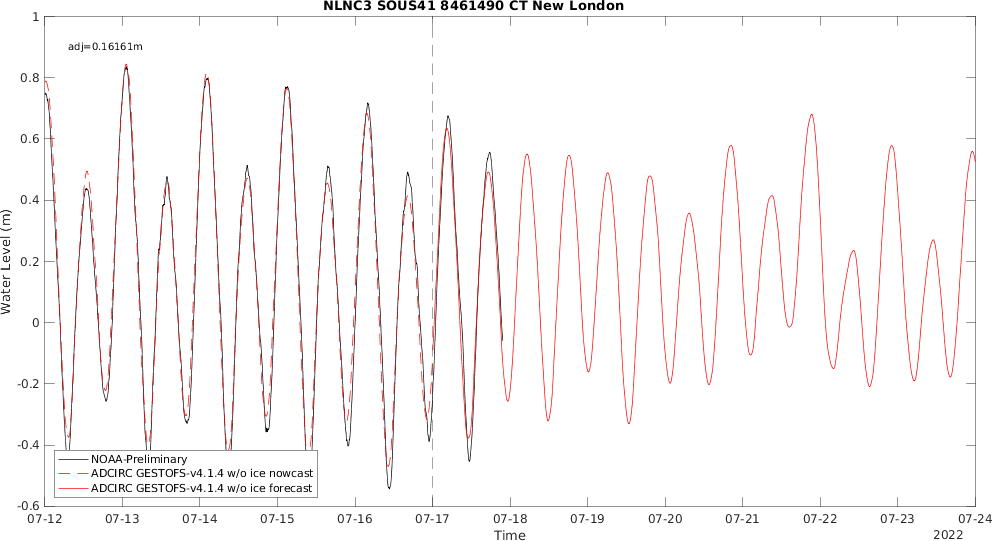 NLNC3 SOUS41 8461490 CT New London
adj=0.16161m
Water Level (m)
1
0.8
0.6
0.4
0.2
0
-0.2
-0.4
-0.6
NOAA-Preliminary
ADCIRC GESTOFS-v4.1.4 w/o ice nowcast
ADCIRC GESTOFS-v4.1.4 w/o ice forecast
07-12 07-13 07-14 07-15 07-16 07-17 07-18 07-19 07-20 07-21 07-22 07-23 07-24
Time
2022